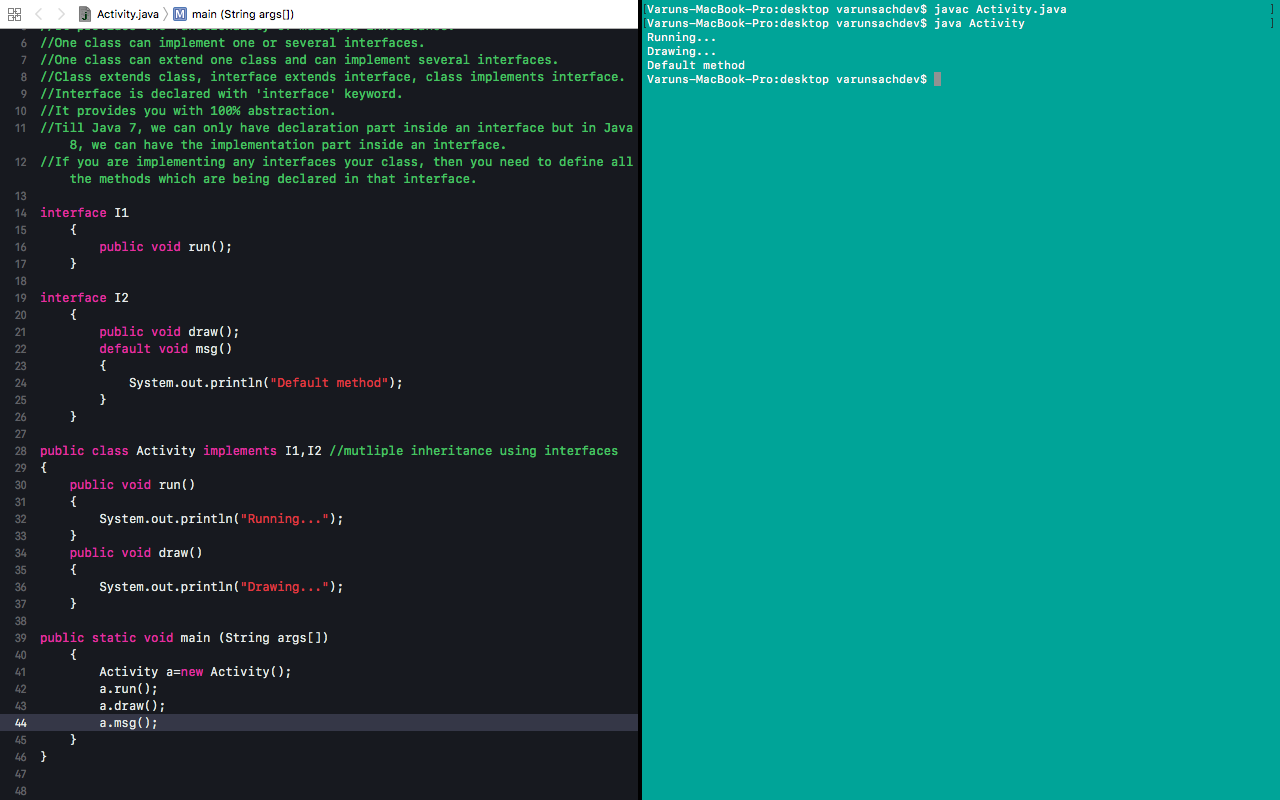 Activity.java 〉 M main (String args[])
6 //One class can implement one or several interfaces.
7 //One class can extend one class and can implement several interfaces.
8 //Class extends class, interface extends interface, class implements interface.
9 //Interface is declared with 'interface' keyword.
10 //It provides you with 100% abstraction.
11 //Till Java 7, we can only have declaration part inside an interface but in Java
8, we can have the implementation part inside an interface.
12 //If you are implementing any interfaces your class, then you need to define all
the methods which are being declared in that interface.
13
14 interface I1
15 {
16 public void run();
17 }
18
19 interface I2
20 {
21 public void draw();
22 default void msg()
23 {
24 System.out.println("Default method");
25 }
26 }
27
28 public class Activity implements I1,I2 //mutliple inheritance using interfaces
29 {
30 public void run()
31 {
32 System.out.println("Running...");
33 }
34 public void draw()
35 {
36 System.out.println("Drawing...");
37 }
38
39 public static void main (String args[])
40 {
41 Activity a=new Activity();
42 a.run();
43 a.draw();
44 a.msg();
45 }
46 }
47
48
[Varuns-MacBook-Pro:desktop varunsachdev$ javac Activity.java ]
[Varuns-MacBook-Pro:desktop varunsachdev$ java Activity ]
Running...
Drawing...
Default method
Varuns-MacBook-Pro:desktop varunsachdev$